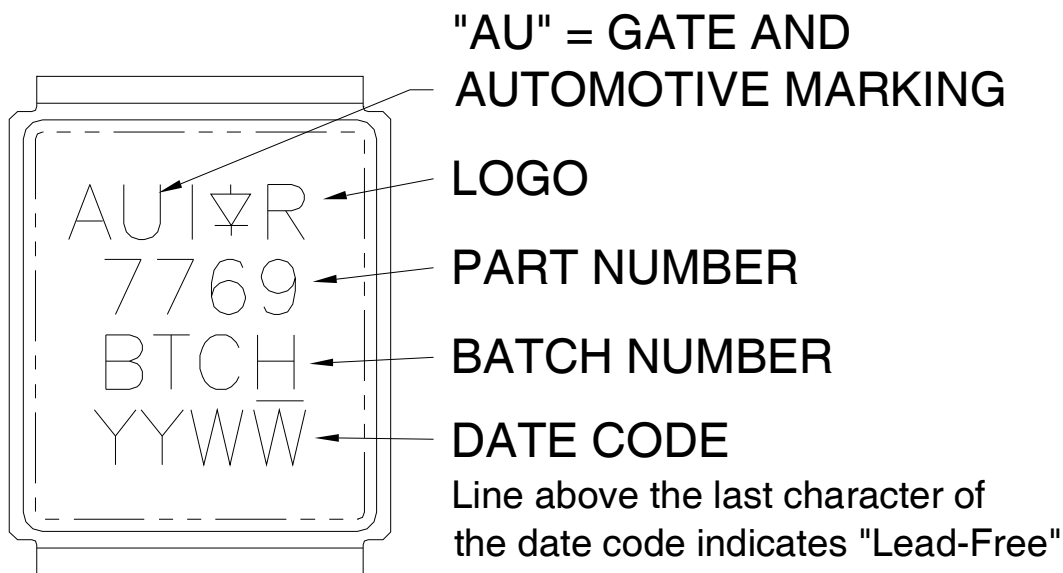 "AU" = GATE AND
AUTOMOTIVE MARKING
AUI R
LOGO
7769
PART NUMBER
BTCH
BATCH NUMBER
YYWW
DATE CODE
Line above the last character of
the date code indicates "Lead-Free"